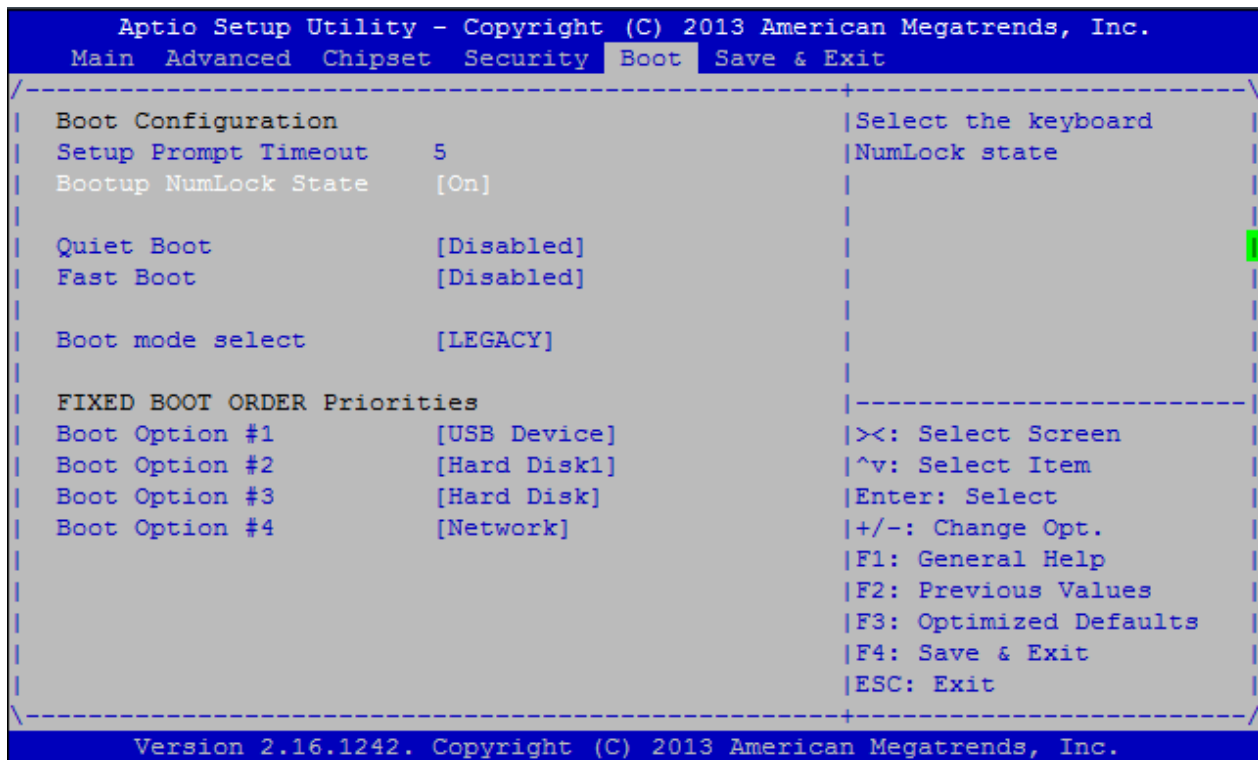 Aptio Setup Utility - Copyright (C) 2013 American Megatrends, Inc.
Main Advanced Chipset Security Boot Save & Exit
/----------------------------------------------------+-------------------------\
| Boot Configuration |Select the keyboard |
| Setup Prompt Timeout 5 |NumLock state |
| Bootup NumLock State [On] | |
| | |
| Quiet Boot [Disabled] | |
| Fast Boot [Disabled] | |
| | |
| Boot mode select [LEGACY] | |
| | |
| FIXED BOOT ORDER Priorities |-------------------------|
| Boot Option #1 [USB Device] |><: Select Screen |
| Boot Option #2 [Hard Disk1] |^v: Select Item |
| Boot Option #3 [Hard Disk] |Enter: Select |
| Boot Option #4 [Network] |+/-: Change Opt. |
| |F1: General Help |
| |F2: Previous Values |
| |F3: Optimized Defaults |
| |F4: Save & Exit |
| |ESC: Exit |
\----------------------------------------------------+-------------------------/
Version 2.16.1242. Copyright (C) 2013 American Megatrends, Inc.